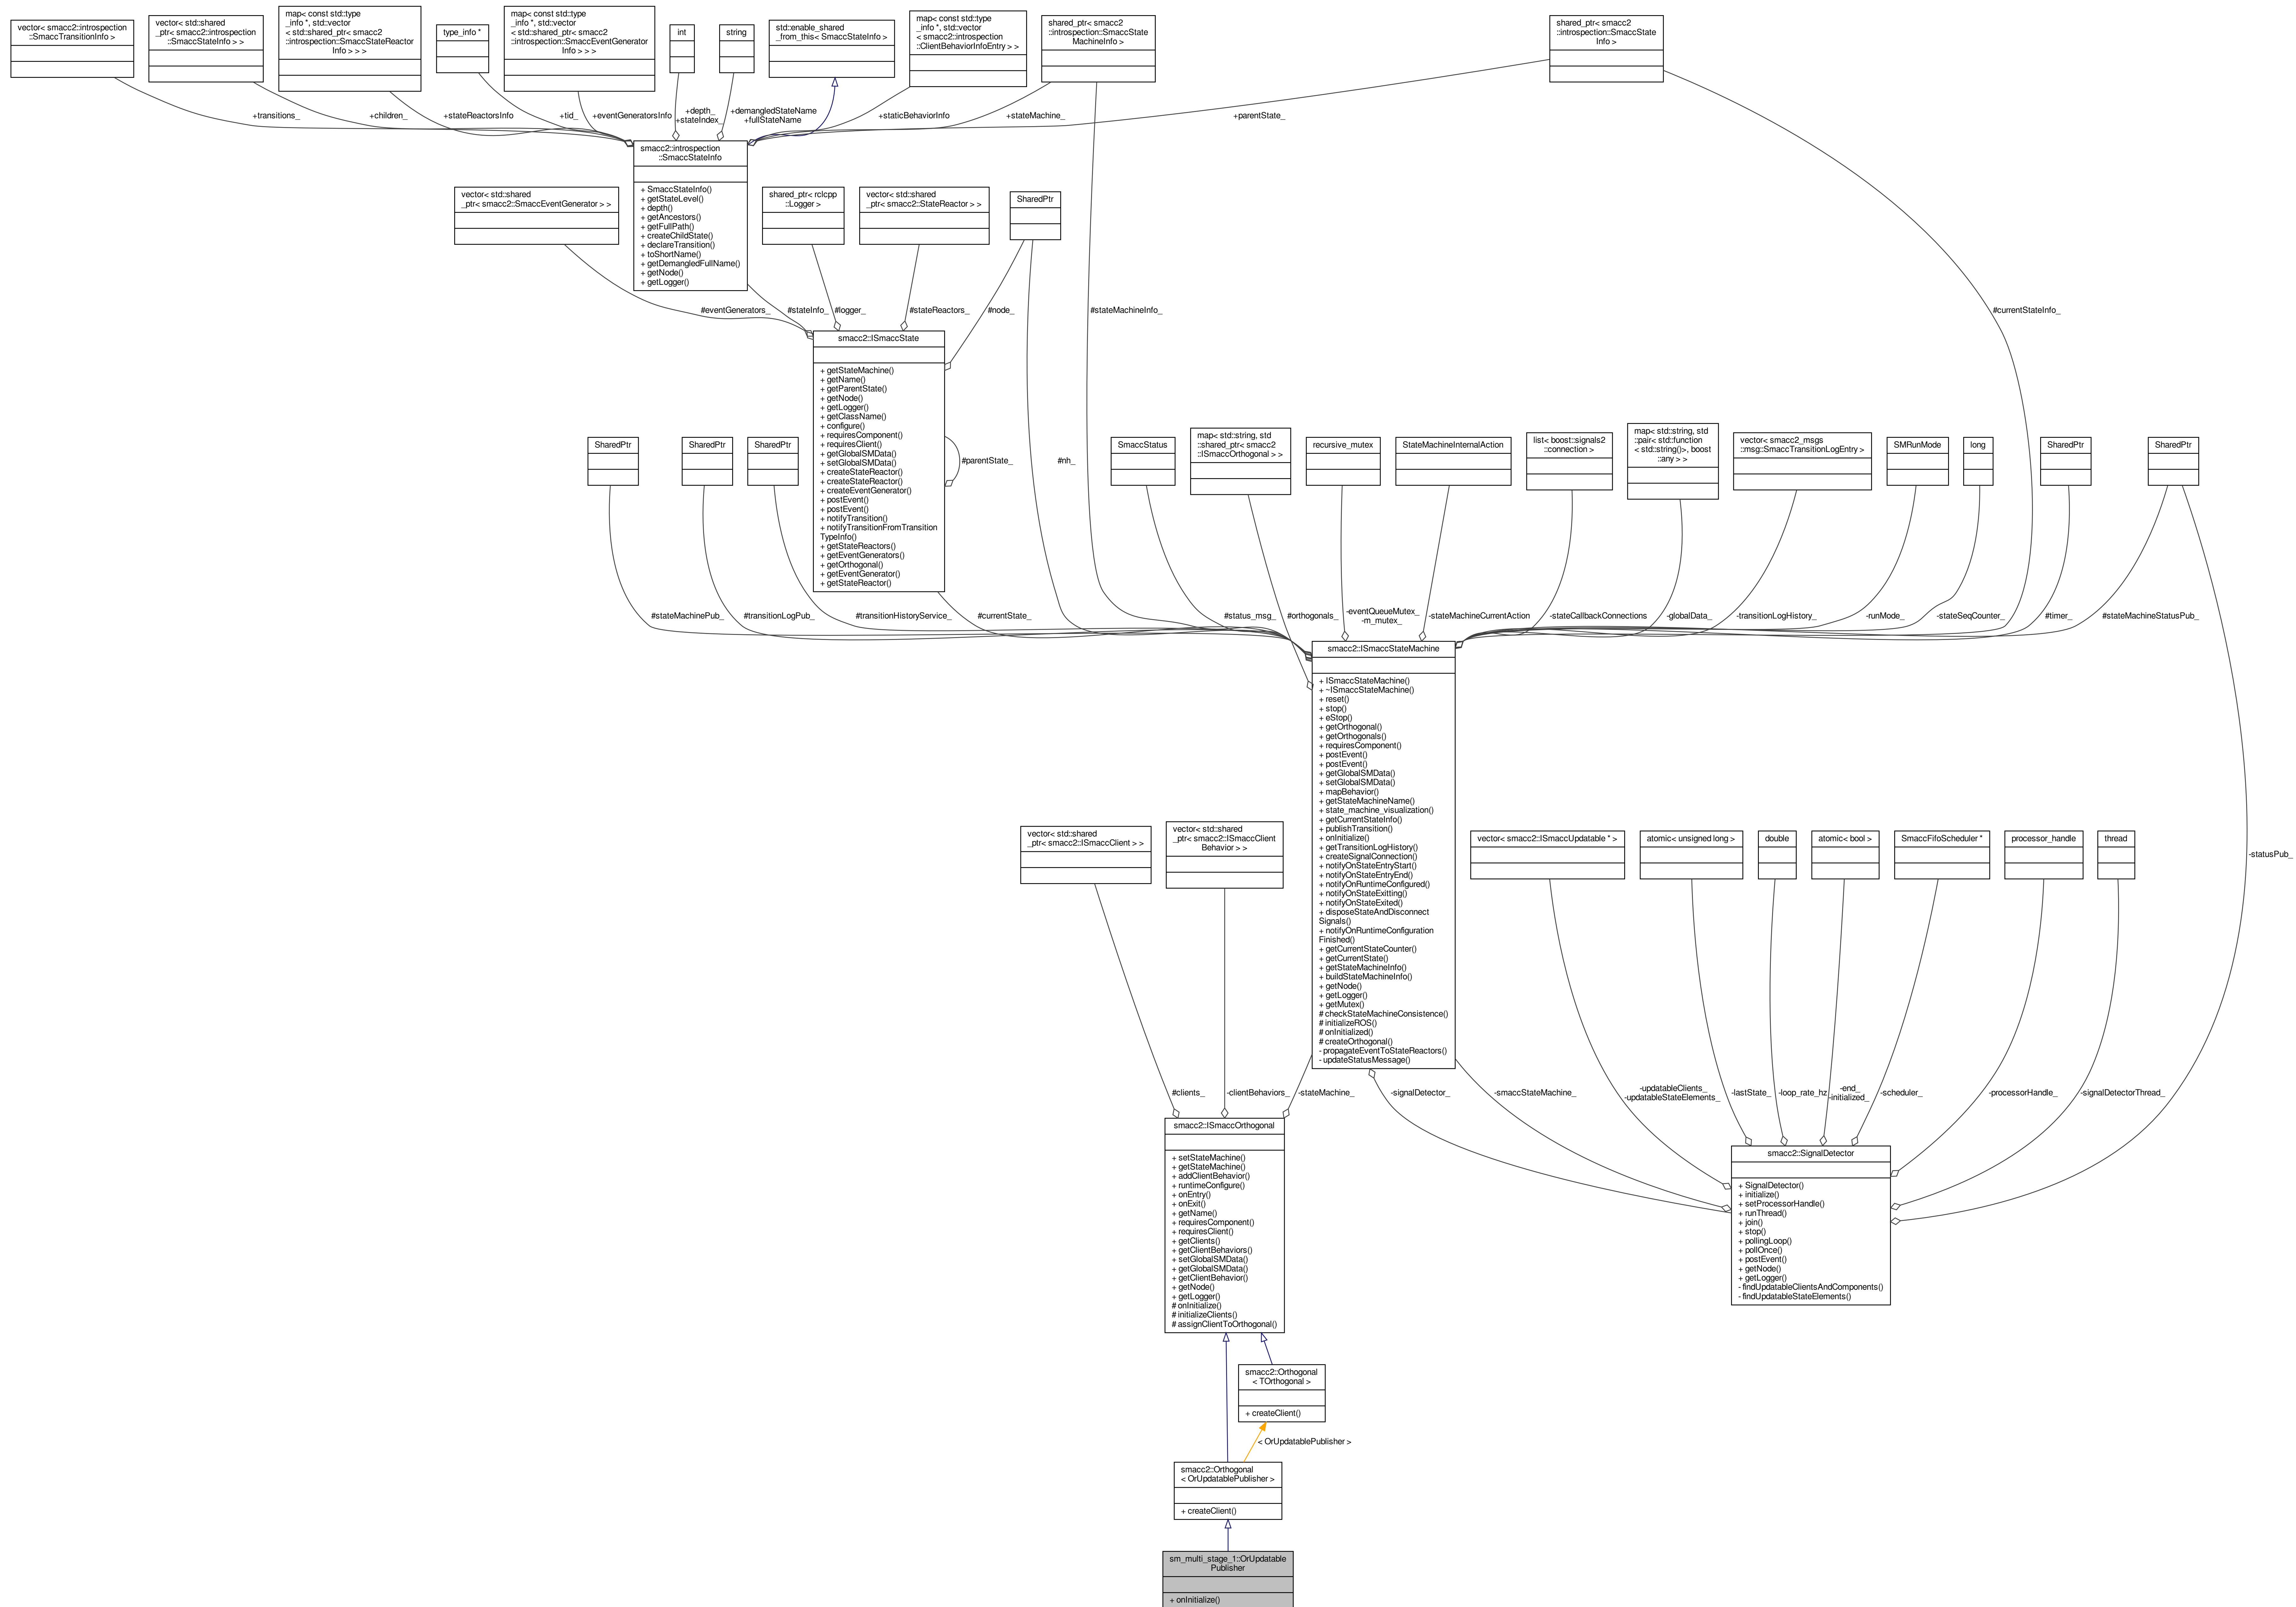 vector< smacc2::introspection
::SmaccTransitionInfo >
vector< std::shared
_ptr< smacc2::introspection
::SmaccStateInfo > >
map< const std::type
_info *, std::vector
< std::shared_ptr< smacc2
::introspection::SmaccStateReactor
Info > > >
type_info *
map< const std::type
_info *, std::vector
< std::shared_ptr< smacc2
::introspection::SmaccEventGenerator
Info > > >
int
string
std::enable_shared
_from_this< SmaccStateInfo >
map< const std::type
_info *, std::vector
< smacc2::introspection
::ClientBehaviorInfoEntry > >
shared_ptr< smacc2
::introspection::SmaccState
MachineInfo >
shared_ptr< smacc2
::introspection::SmaccState
Info >
+transitions_
+children_
+stateReactorsInfo
+tid_
+eventGeneratorsInfo
+depth_
+stateIndex_
+demangledStateName
+fullStateName
+staticBehaviorInfo
+stateMachine_
+parentState_
smacc2::introspection
::SmaccStateInfo
+ SmaccStateInfo()
+ getStateLevel()
+ depth()
+ getAncestors()
+ getFullPath()
+ createChildState()
+ declareTransition()
+ toShortName()
+ getDemangledFullName()
+ getNode()
+ getLogger()
vector< std::shared
_ptr< smacc2::SmaccEventGenerator > >
shared_ptr< rclcpp
::Logger >
vector< std::shared
_ptr< smacc2::StateReactor > >
SharedPtr
#eventGenerators_
#stateInfo_
#logger_
#stateReactors_
#node_
#stateMachineInfo_
#currentStateInfo_
smacc2::ISmaccState
+ getStateMachine()
+ getName()
+ getParentState()
+ getNode()
+ getLogger()
+ getClassName()
+ configure()
+ requiresComponent()
+ requiresClient()
+ getGlobalSMData()
+ setGlobalSMData()
+ createStateReactor()
+ createStateReactor()
+ createEventGenerator()
+ postEvent()
+ postEvent()
+ notifyTransition()
+ notifyTransitionFromTransition
TypeInfo()
+ getStateReactors()
+ getEventGenerators()
+ getOrthogonal()
+ getEventGenerator()
+ getStateReactor()
#parentState_
#nh_
SharedPtr
SharedPtr
SharedPtr
SmaccStatus
map< std::string, std
::shared_ptr< smacc2
::ISmaccOrthogonal > >
recursive_mutex
StateMachineInternalAction
list< boost::signals2
::connection >
map< std::string, std
::pair< std::function
< std::string()>, boost
::any > >
vector< smacc2_msgs
::msg::SmaccTransitionLogEntry >
SMRunMode
long
SharedPtr
SharedPtr
#stateMachinePub_
#transitionLogPub_
#transitionHistoryService_
#currentState_
#status_msg_
#orthogonals_
-eventQueueMutex_
-m_mutex_
-stateMachineCurrentAction
-stateCallbackConnections
-globalData_
-transitionLogHistory_
-runMode_
-stateSeqCounter_
#timer_
#stateMachineStatusPub_
smacc2::ISmaccStateMachine
+ ISmaccStateMachine()
+ ~ISmaccStateMachine()
+ reset()
+ stop()
+ eStop()
+ getOrthogonal()
+ getOrthogonals()
+ requiresComponent()
+ postEvent()
+ postEvent()
+ getGlobalSMData()
+ setGlobalSMData()
+ mapBehavior()
+ getStateMachineName()
+ state_machine_visualization()
+ getCurrentStateInfo()
+ publishTransition()
+ onInitialize()
+ getTransitionLogHistory()
+ createSignalConnection()
+ notifyOnStateEntryStart()
+ notifyOnStateEntryEnd()
+ notifyOnRuntimeConfigured()
+ notifyOnStateExitting()
+ notifyOnStateExited()
+ disposeStateAndDisconnect
Signals()
+ notifyOnRuntimeConfiguration
Finished()
+ getCurrentStateCounter()
+ getCurrentState()
+ getStateMachineInfo()
+ buildStateMachineInfo()
+ getNode()
+ getLogger()
+ getMutex()
# checkStateMachineConsistence()
# initializeROS()
# onInitialized()
# createOrthogonal()
- propagateEventToStateReactors()
- updateStatusMessage()
vector< std::shared
_ptr< smacc2::ISmaccClient > >
vector< std::shared
_ptr< smacc2::ISmaccClient
Behavior > >
vector< smacc2::ISmaccUpdatable * >
atomic< unsigned long >
double
atomic< bool >
SmaccFifoScheduler *
processor_handle
thread
-statusPub_
#clients_
-clientBehaviors_
-stateMachine_
-signalDetector_
-smaccStateMachine_
-updatableClients_
-updatableStateElements_
-lastState_
-loop_rate_hz
-end_
-initialized_
-scheduler_
-processorHandle_
-signalDetectorThread_
smacc2::ISmaccOrthogonal
+ setStateMachine()
+ getStateMachine()
+ addClientBehavior()
+ runtimeConfigure()
+ onEntry()
+ onExit()
+ getName()
+ requiresComponent()
+ requiresClient()
+ getClients()
+ getClientBehaviors()
+ setGlobalSMData()
+ getGlobalSMData()
+ getClientBehavior()
+ getNode()
+ getLogger()
# onInitialize()
# initializeClients()
# assignClientToOrthogonal()
smacc2::SignalDetector
+ SignalDetector()
+ initialize()
+ setProcessorHandle()
+ runThread()
+ join()
+ stop()
+ pollingLoop()
+ pollOnce()
+ postEvent()
+ getNode()
+ getLogger()
- findUpdatableClientsAndComponents()
- findUpdatableStateElements()
smacc2::Orthogonal
< TOrthogonal >
+ createClient()
< OrUpdatablePublisher >
smacc2::Orthogonal
< OrUpdatablePublisher >
+ createClient()
sm_multi_stage_1::OrUpdatable
Publisher
+ onInitialize()